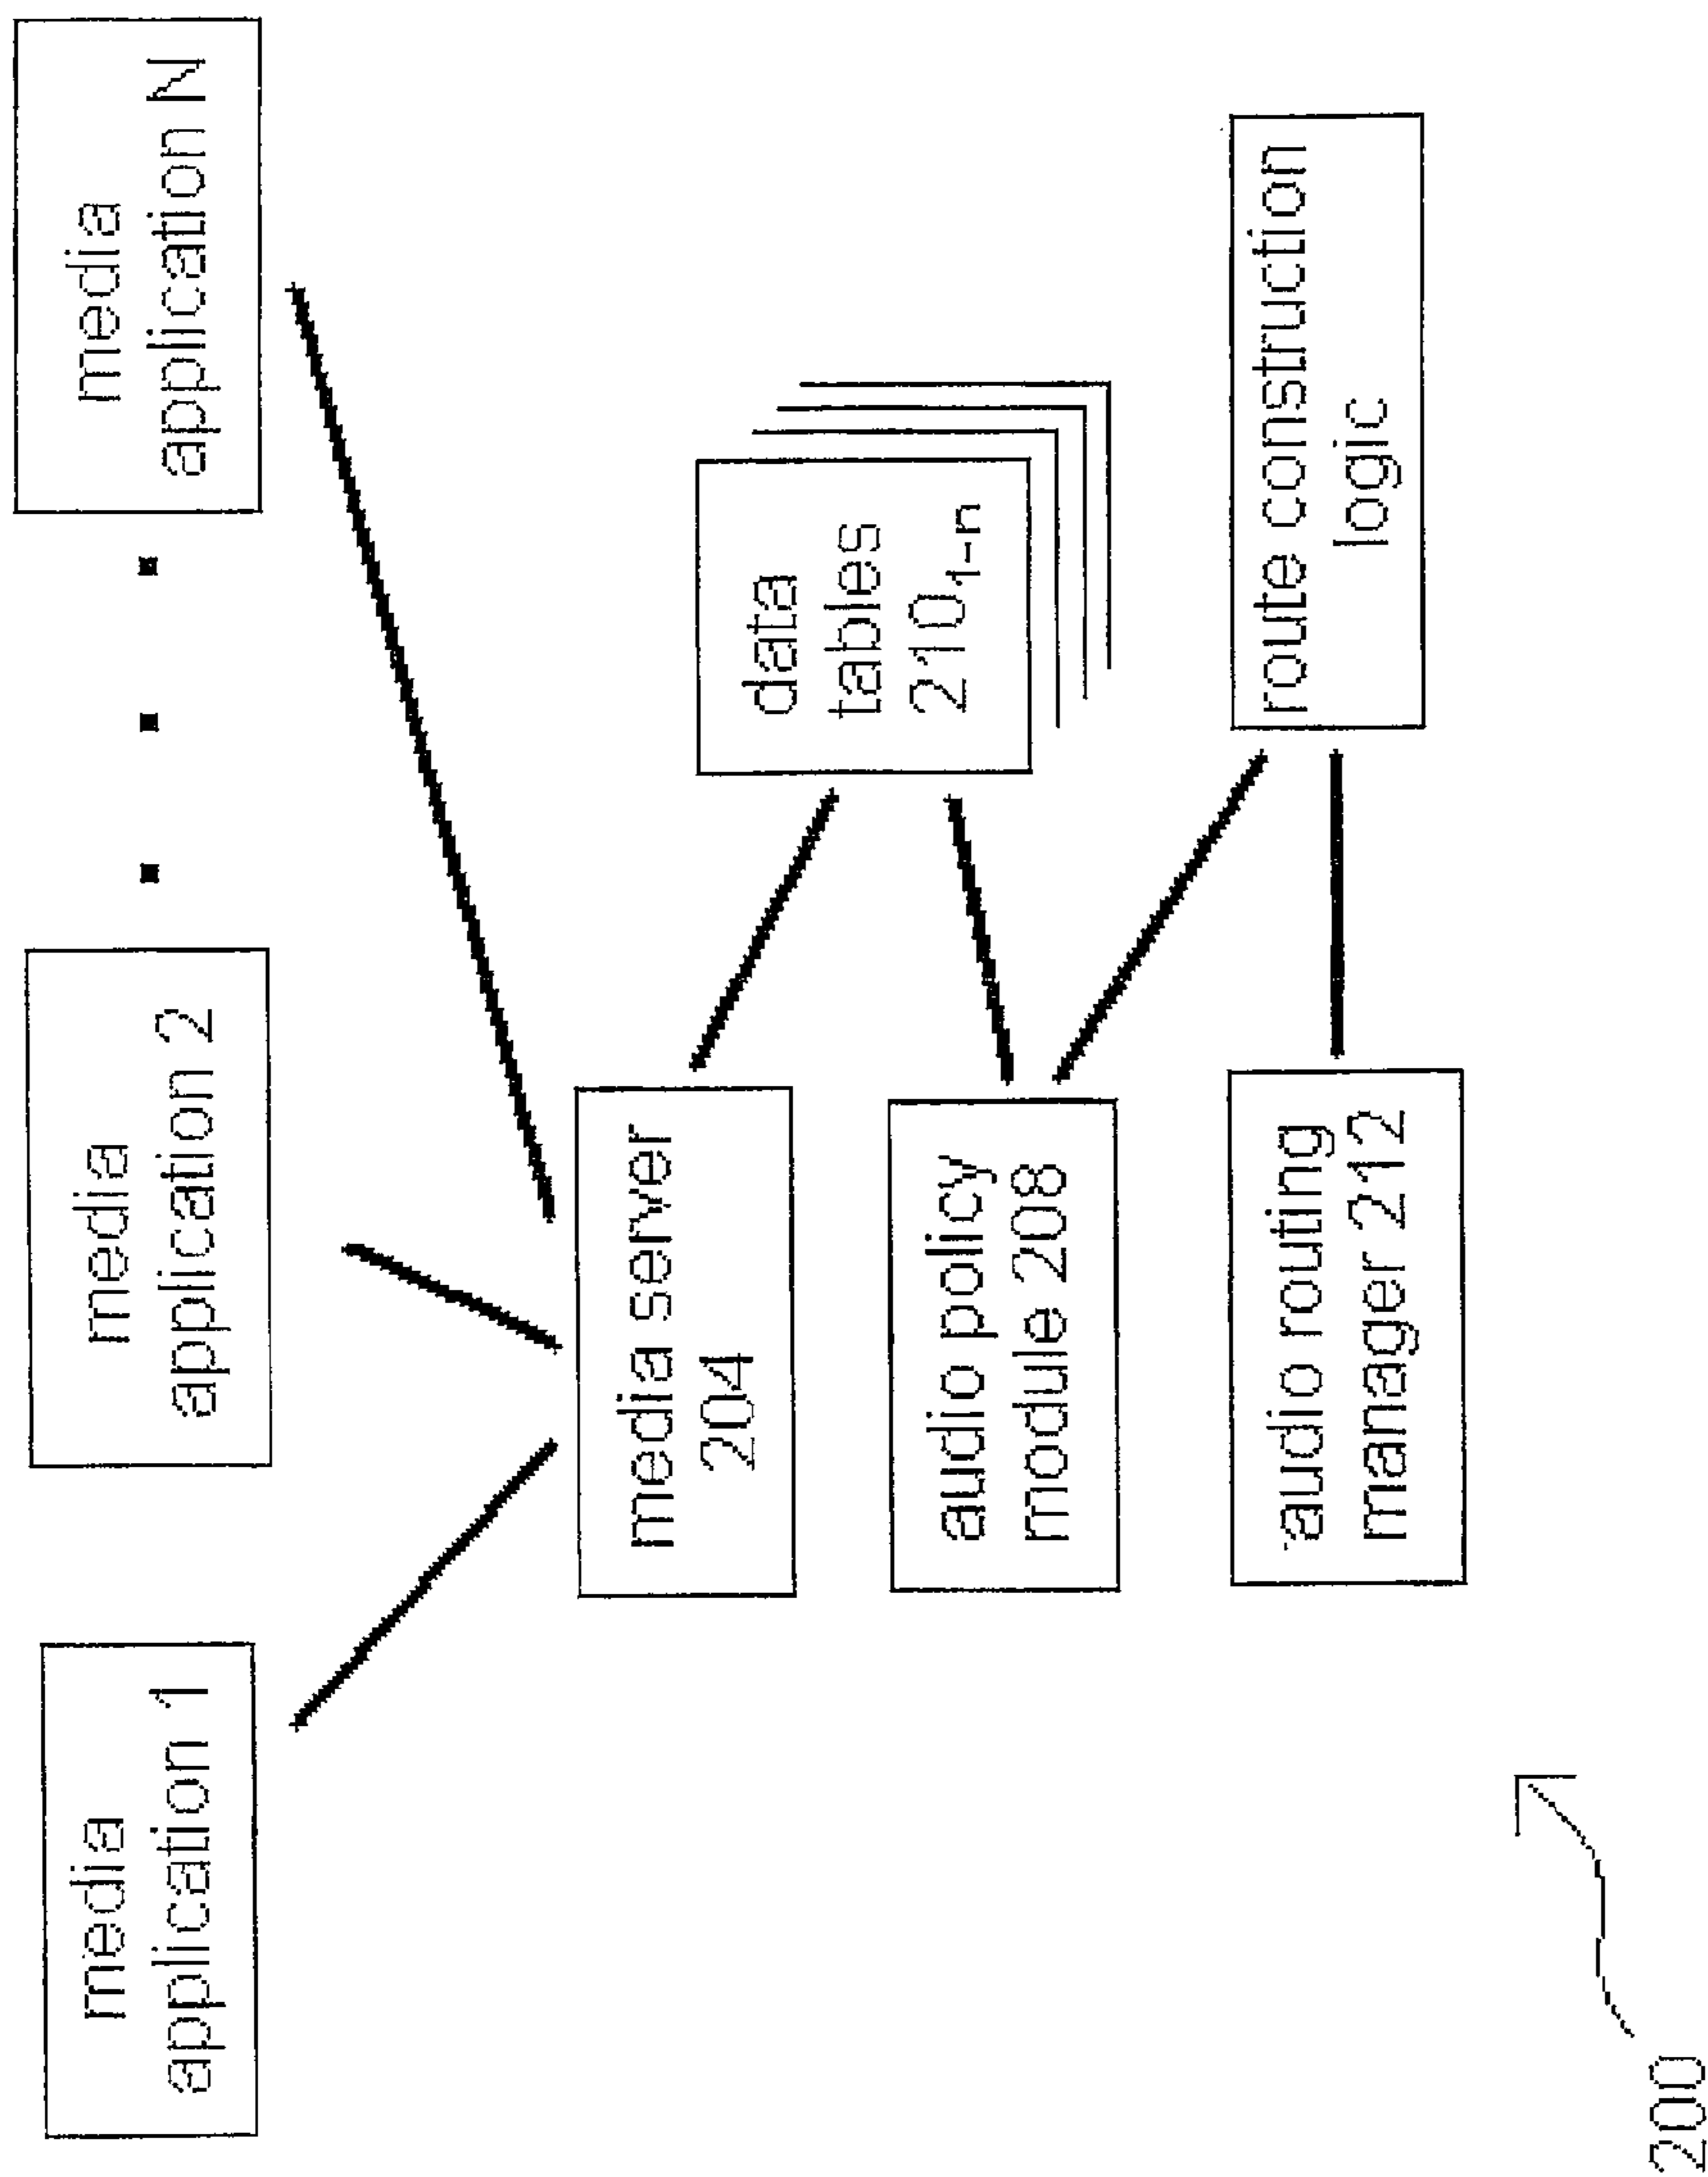 media
application 1
media
application 2
media
application N
media server
204
data
tables
210₁₋ₙ
audio policy
module 208
audio routing
manager 212
route construction
logic
200